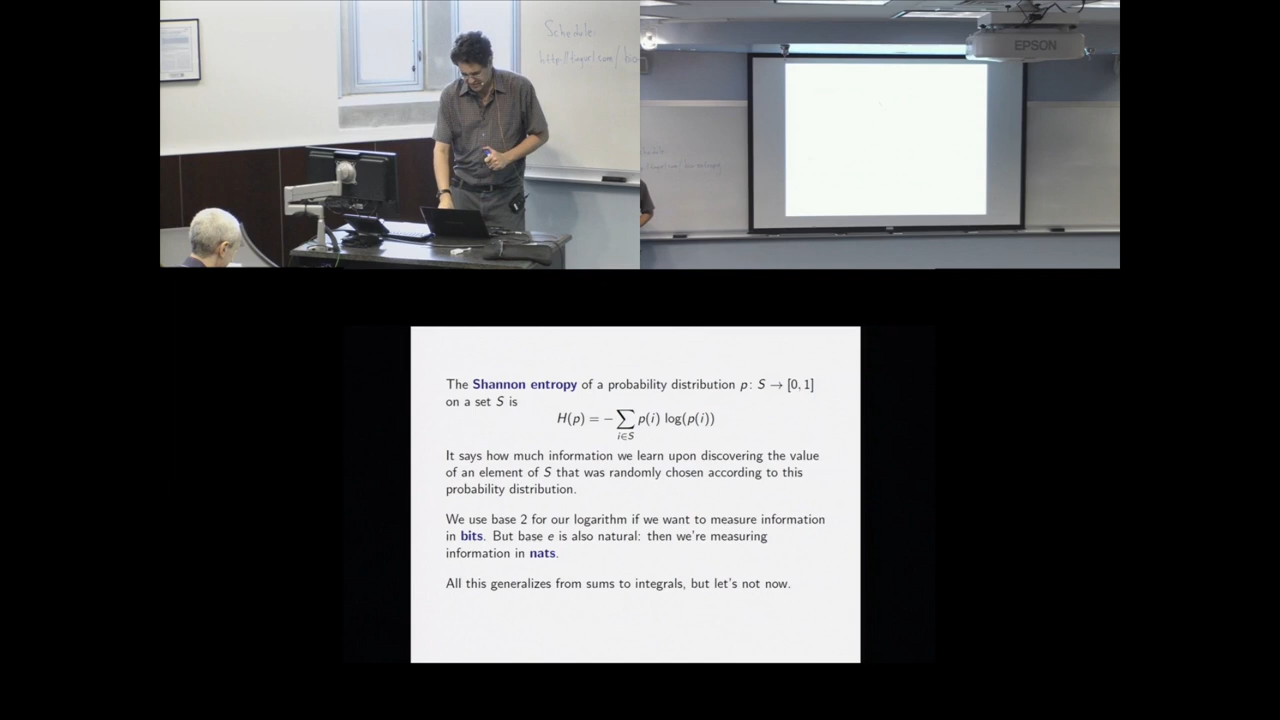 Schedule:
EPSON
The Shannon entropy of a probability distribution p: S → [0, 1]
on a set S is
H(p) = − ∑ p(i) log(p(i))
i∈S
It says how much information we learn upon discovering the value
of an element of S that was randomly chosen according to this
probability distribution.
We use base 2 for our logarithm if we want to measure information
in bits. But base e is also natural: then we're measuring
information in nats.
All this generalizes from sums to integrals, but let's not now.